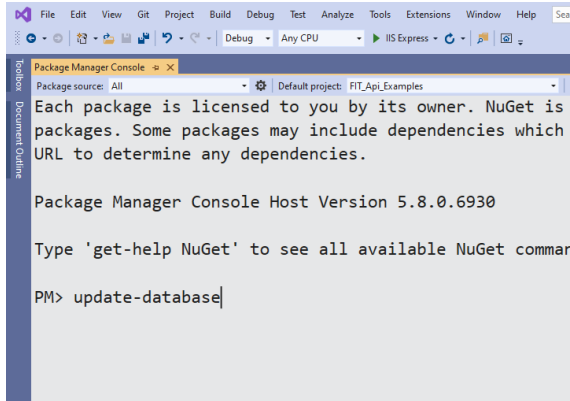 File Edit View Git Project Build Debug Test Analyze Tools Extensions Window Help Sea
Debug Any CPU IIS Express
Toolbox
Document Outline
Package Manager Console
Package source: All Default project: FIT_Api_Examples
Each package is licensed to you by its owner. NuGet is
packages. Some packages may include dependencies which
URL to determine any dependencies.
Package Manager Console Host Version 5.8.0.6930
Type 'get-help NuGet' to see all available NuGet comman
PM> update-database